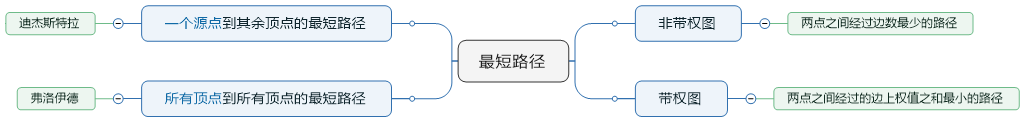 迪杰斯特拉
一个源点到其余顶点的最短路径
非带权图
两点之间经过边数最少的路径
最短路径
弗洛伊德
所有顶点到所有顶点的最短路径
带权图
两点之间经过的边上权值之和最小的路径